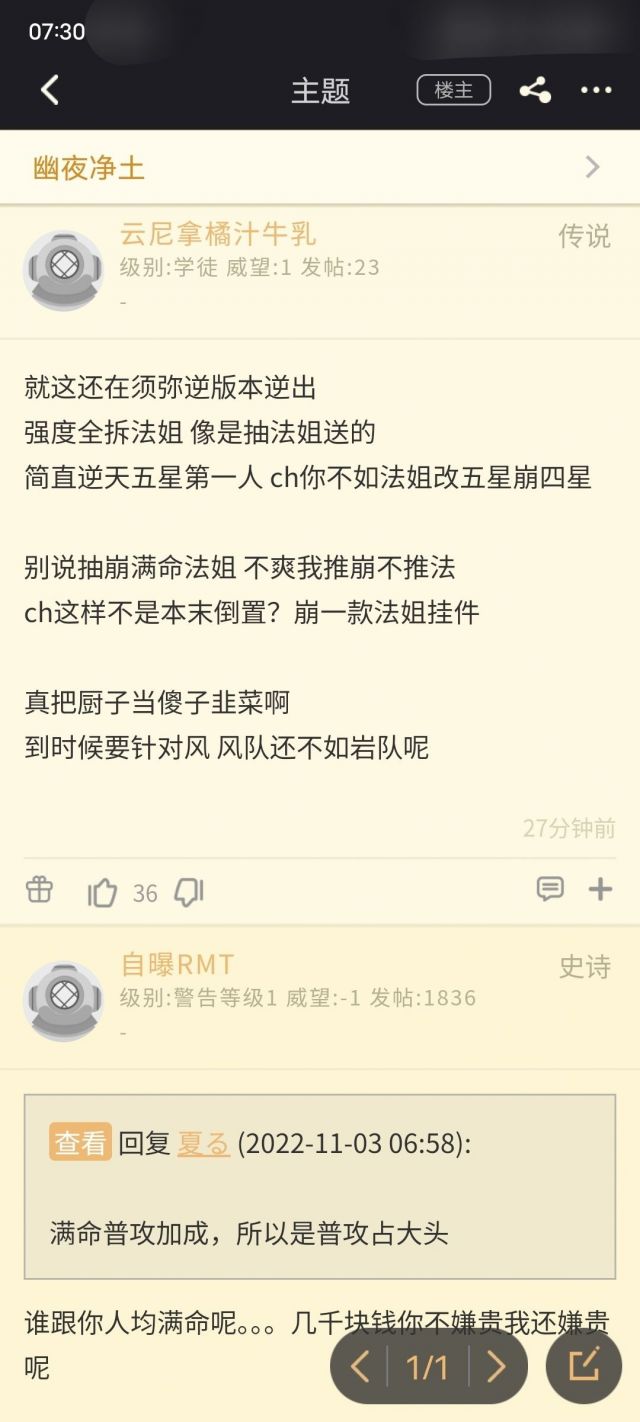 07:30
主题
楼主
幽夜净土
云尼拿橘汁牛乳
传说
级别:学徒 威望:1 发帖:23
-
就这还在须弥逆版本逆出
强度全拆法姐 像是抽法姐送的
简直逆天五星第一人 ch你不如法姐改五星崩四星
别说抽崩满命法姐 不爽我推崩不推法
ch这样不是本末倒置？崩一款法姐挂件
真把厨子当傻子韭菜啊
到时候要针对风 风队还不如岩队呢
27分钟前
36
自曝RMT
史诗
级别:警告等级1 威望:-1 发帖:1836
-
查看 回复 夏る (2022-11-03 06:58):
满命普攻加成，所以是普攻占大头
谁跟你人均满命呢。。。几千块钱你不嫌贵我还嫌贵
呢
1/1